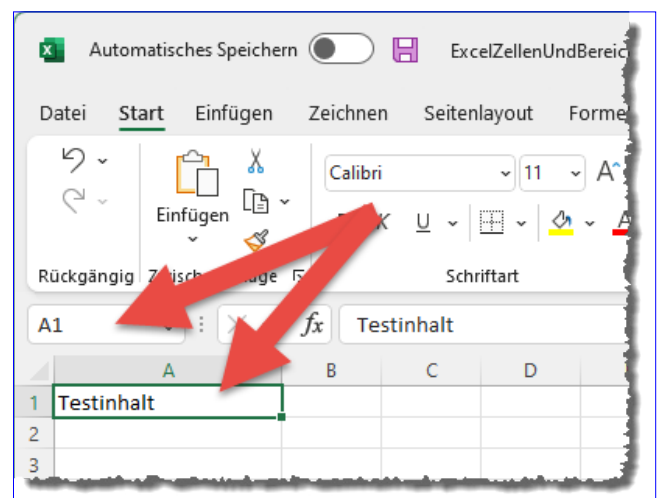 Automatisches Speichern ExcelZellenUndBereic
Datei Start Einfügen Zeichnen Seitenlayout Forme
Calibri 11 A
Einfügen
K U A
Rückgängig Schriftart
A1 fx Testinhalt
A B C D
1 Testinhalt
2
3